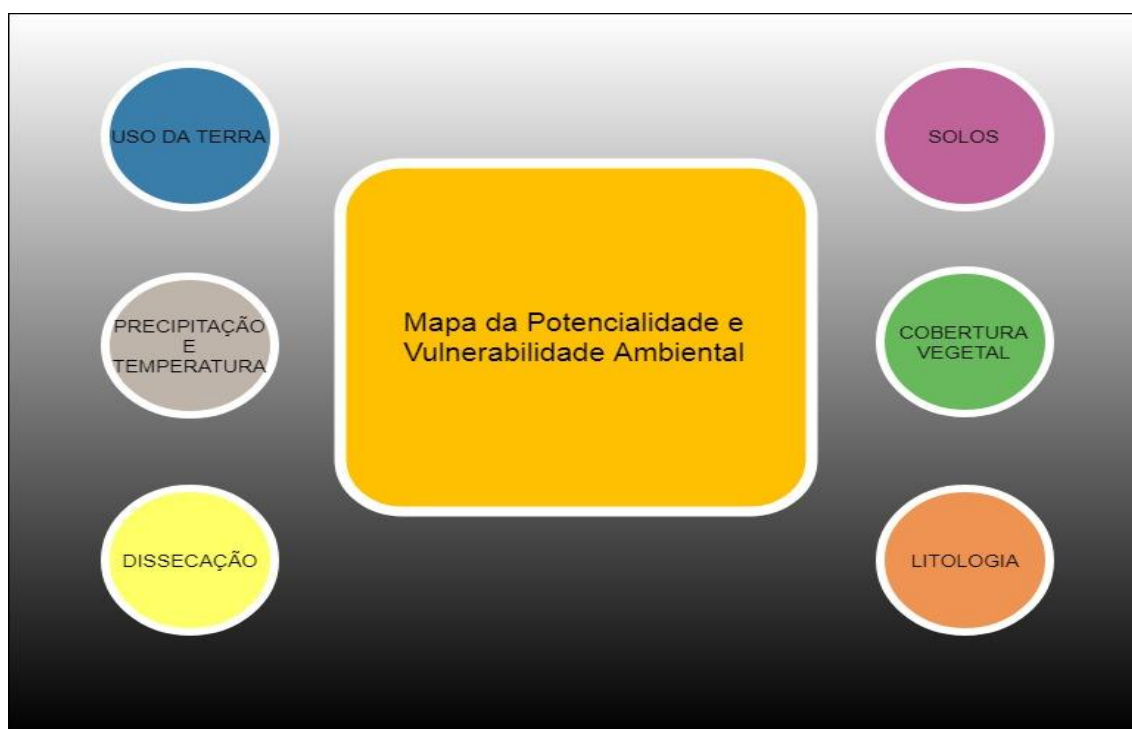 USO DA TERRA
SOLOS
Mapa da Potencialidade e
Vulnerabilidade Ambiental
PRECIPITAÇÃO
E
TEMPERATURA
COBERTURA
VEGETAL
DISSECAÇÃO
LITOLOGIA